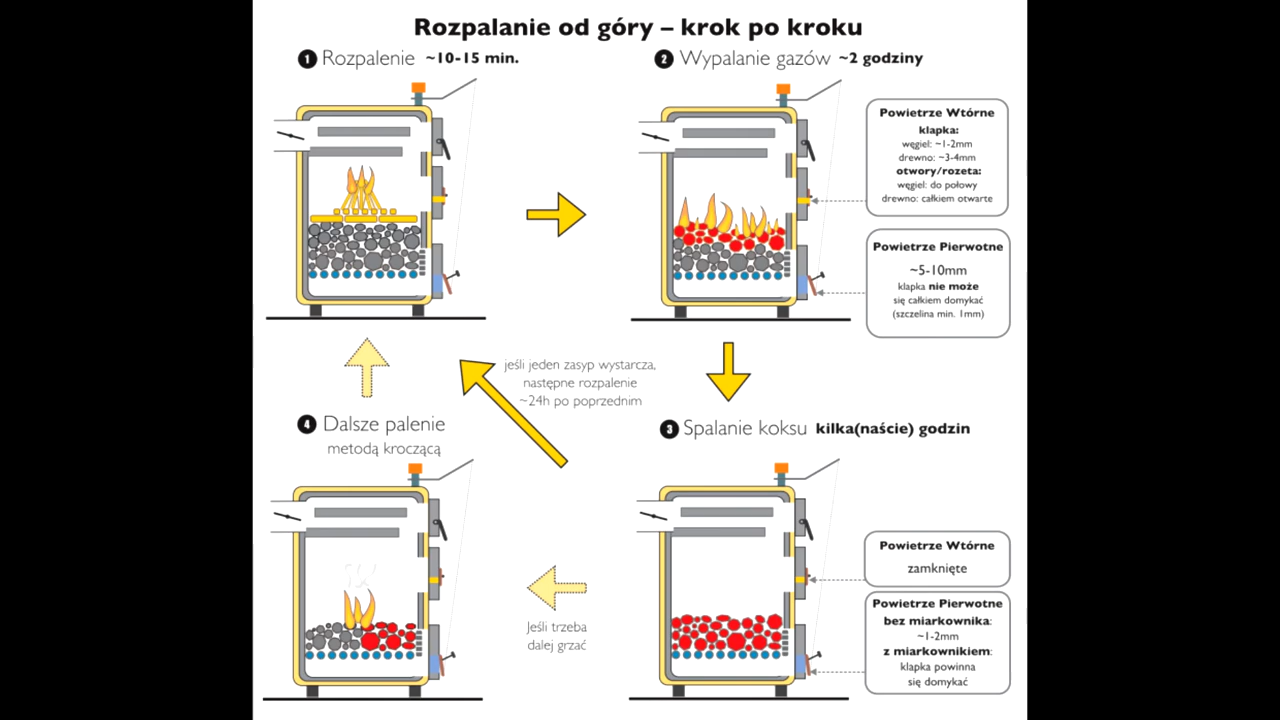 Rozpalanie od góry – krok po kroku
1 Rozpalenie ~10-15 min.
2 Wypalanie gazów ~2 godziny
Powietrze Wtórne
klapka:
węgiel: ~1-2mm
drewno: ~3-4mm
otwory/rozeta:
węgiel: do połowy
drewno: całkiem otwarte
Powietrze Pierwotne
~5-10mm
klapka nie może
się całkiem domykać
(szczelina min. 1mm)
jeśli jeden zasyp wystarcza,
następne rozpalenie
~24h po poprzednim
4 Dalsze palenie
metodą kroczącą
3 Spalanie koksu kilka(naście) godzin
Jeśli trzeba
dalej grzać
Powietrze Wtórne
zamknięte
Powietrze Pierwotne
bez miarkownika:
~1-2mm
z miarkownikiem:
klapka powinna
się domykać